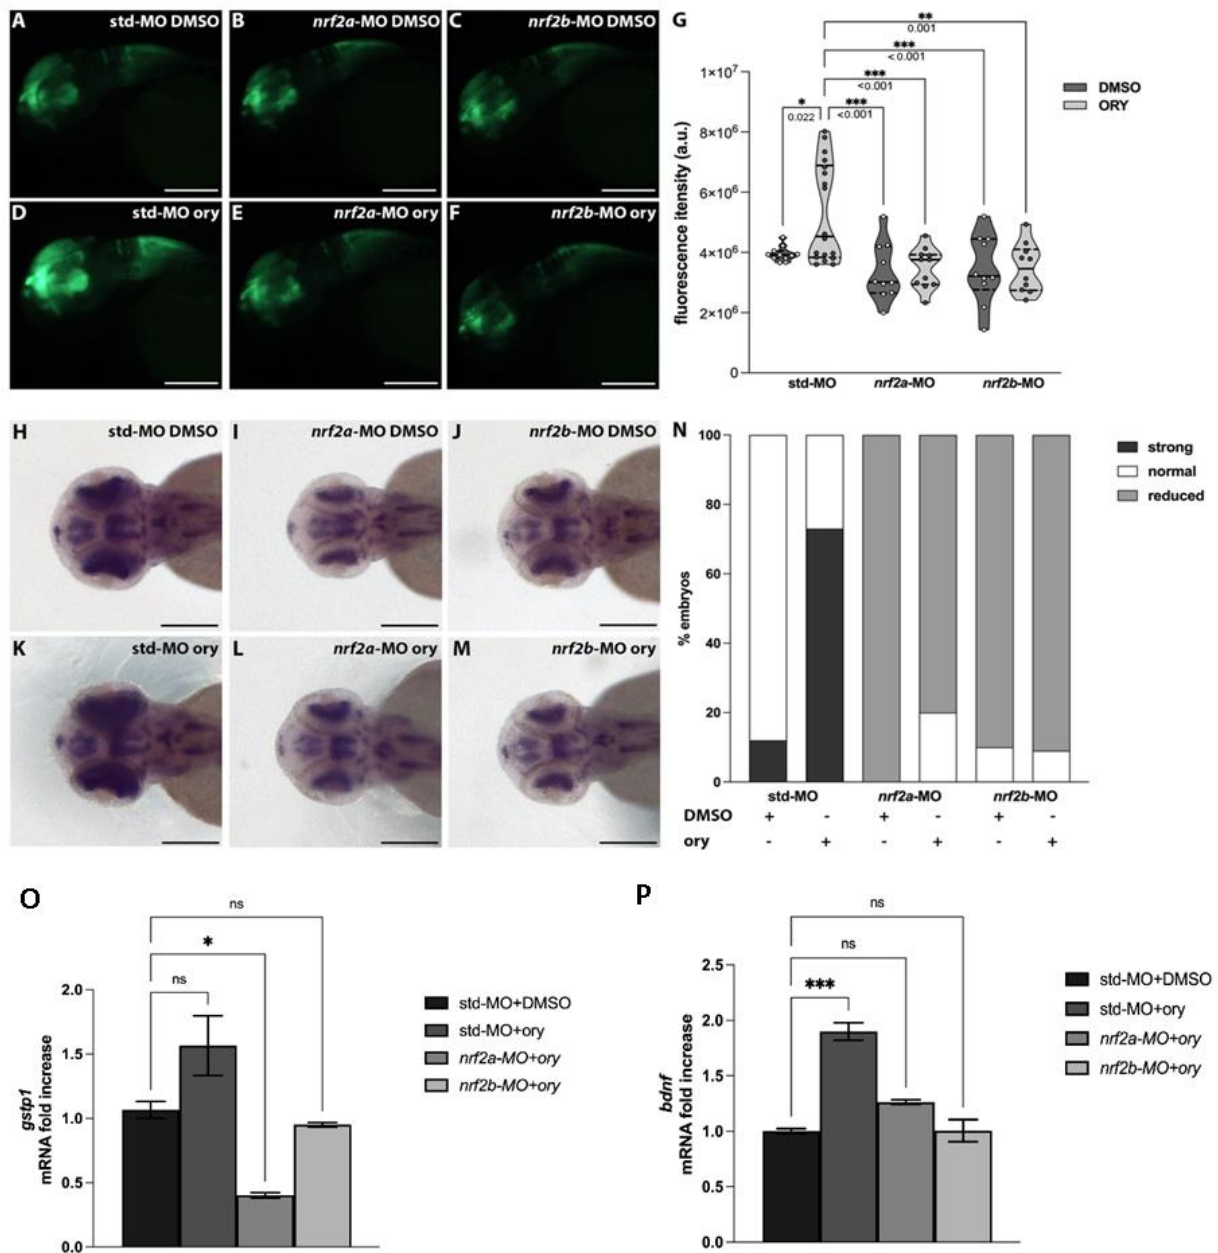 A std-MO DMSO
B nrf2a-MO DMSO
C nrf2b-MO DMSO
D std-MO ory
E nrf2a-MO ory
F nrf2b-MO ory
G
**
0.001
***
< 0.001
***
<0.001
* 
0.022
***
<0.001
DMSO
ORY
fluorescence itensity (a.u.)
1×10⁷
8×10⁶
6×10⁶
4×10⁶
2×10⁶
0
std-MO nrf2a-MO nrf2b-MO
H std-MO DMSO
I nrf2a-MO DMSO
J nrf2b-MO DMSO
K std-MO ory
L nrf2a-MO ory
M nrf2b-MO ory
N
strong
normal
reduced
% embryos
100
80
60
40
20
0
std-MO nrf2a-MO nrf2b-MO
DMSO + - + - + -
ory - + - + - +
O
ns
*
ns
gstp1
mRNA fold increase
2.0
1.5
1.0
0.5
0.0
std-MO+DMSO
std-MO+ory
nrf2a-MO+ory
nrf2b-MO+ory
P
ns
ns
***
bdnf
mRNA fold increase
2.5
2.0
1.5
1.0
0.5
0.0
std-MO+DMSO
std-MO+ory
nrf2a-MO+ory
nrf2b-MO+ory